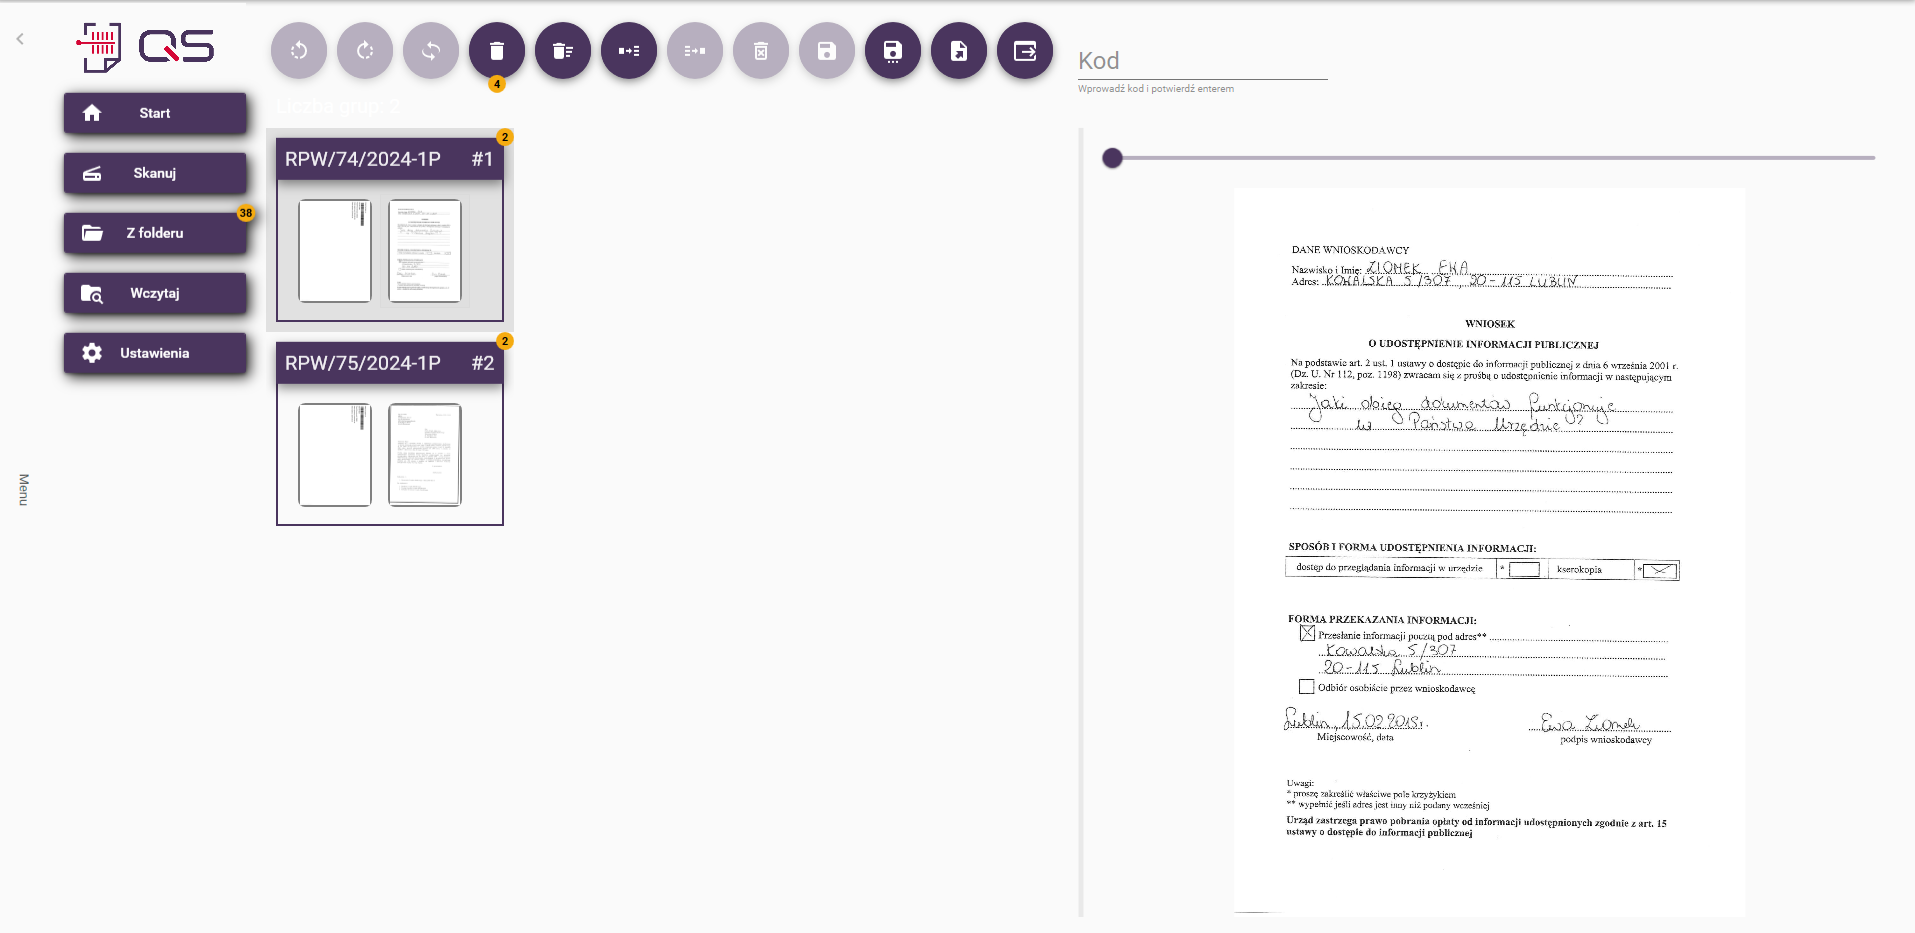 QS
Kod
Wprowadź kod i potwierdź enterem
4
Liczba grup: 2
Start
Skanuj
38
Z folderu
Wczytaj
Ustawienia
Menu
2
RPW/74/2024-1P #1
2
RPW/75/2024-1P #2
DANE WNIOSKODAWCY
Nazwisko i Imię: ZIOMEK EWA
Adres: KOWALSKA 5/307, 20-115 LUBLIN
WNIOSEK
O UDOSTĘPNIENIE INFORMACJI PUBLICZNEJ
Na podstawie art. 2 ust. 1 ustawy o dostępie do informacji publicznej z dnia 6 września 2001 r.
(Dz. U. Nr 112, poz. 1198) zwracam się z prośbą o udostępnienie informacji w następującym
zakresie:
Jaki obieg dokumentów funkcjonuje
w Państwa Urzędzie?
SPOSÓB I FORMA UDOSTĘPNIENIA INFORMACJI:
dostęp do przeglądania informacji w urzędzie * kserokopia *
FORMA PRZEKAZANIA INFORMACJI:
Przesłanie informacji pocztą pod adres**
Kowalska 5/307
20-115 Lublin
Odbiór osobiście przez wnioskodawcę
Lublin, 15.02.2019r. Ewa Ziomek
Miejscowość, data podpis wnioskodawcy
Uwagi:
* proszę zakreślić właściwe pole krzyżykiem
** wypełnić jeśli adres jest inny niż podany wcześniej
Urząd zastrzega prawo pobrania opłaty od informacji udostępnionych zgodnie z art. 15
ustawy o dostępie do informacji publicznej